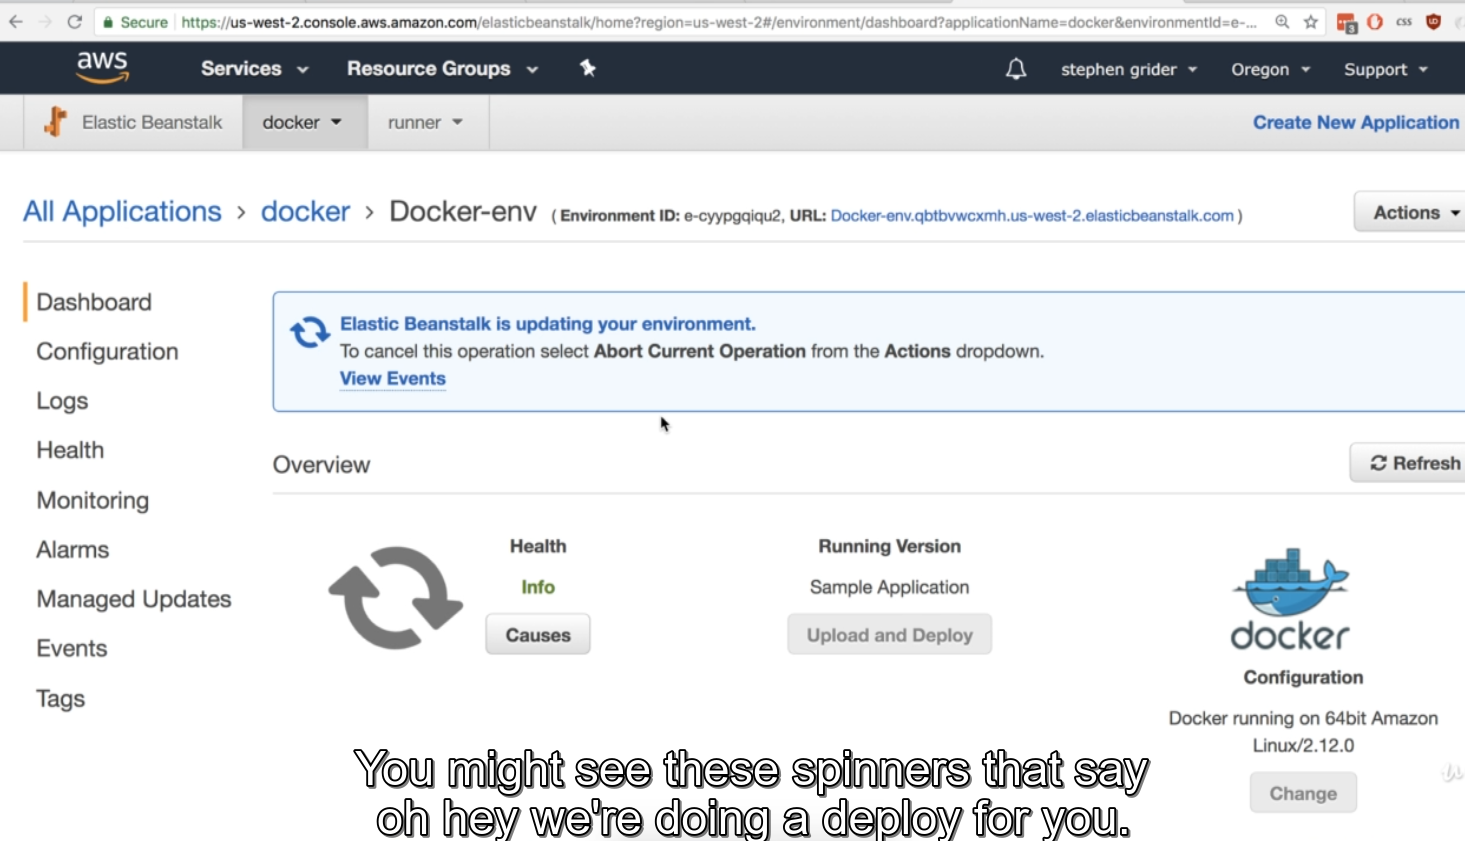 Secure https://us-west-2.console.aws.amazon.com/elasticbeanstalk/home?region=us-west-2#/environment/dashboard?applicationName=docker&environmentId=e-...
3 css
aws Services Resource Groups stephen grider Oregon Support
Elastic Beanstalk docker runner Create New Application
All Applications > docker > Docker-env ( Environment ID: e-cyypgqiqu2, URL: Docker-env.qbtbvwcxmh.us-west-2.elasticbeanstalk.com ) Actions
Dashboard
Configuration
Logs
Health
Monitoring
Alarms
Managed Updates
Events
Tags
Elastic Beanstalk is updating your environment.
To cancel this operation select Abort Current Operation from the Actions dropdown.
View Events
Overview
Refresh
Health
Info
Causes
Running Version
Sample Application
Upload and Deploy
docker
Configuration
Docker running on 64bit Amazon
Linux/2.12.0
Change
You might see these spinners that say
oh hey we're doing a deploy for you.